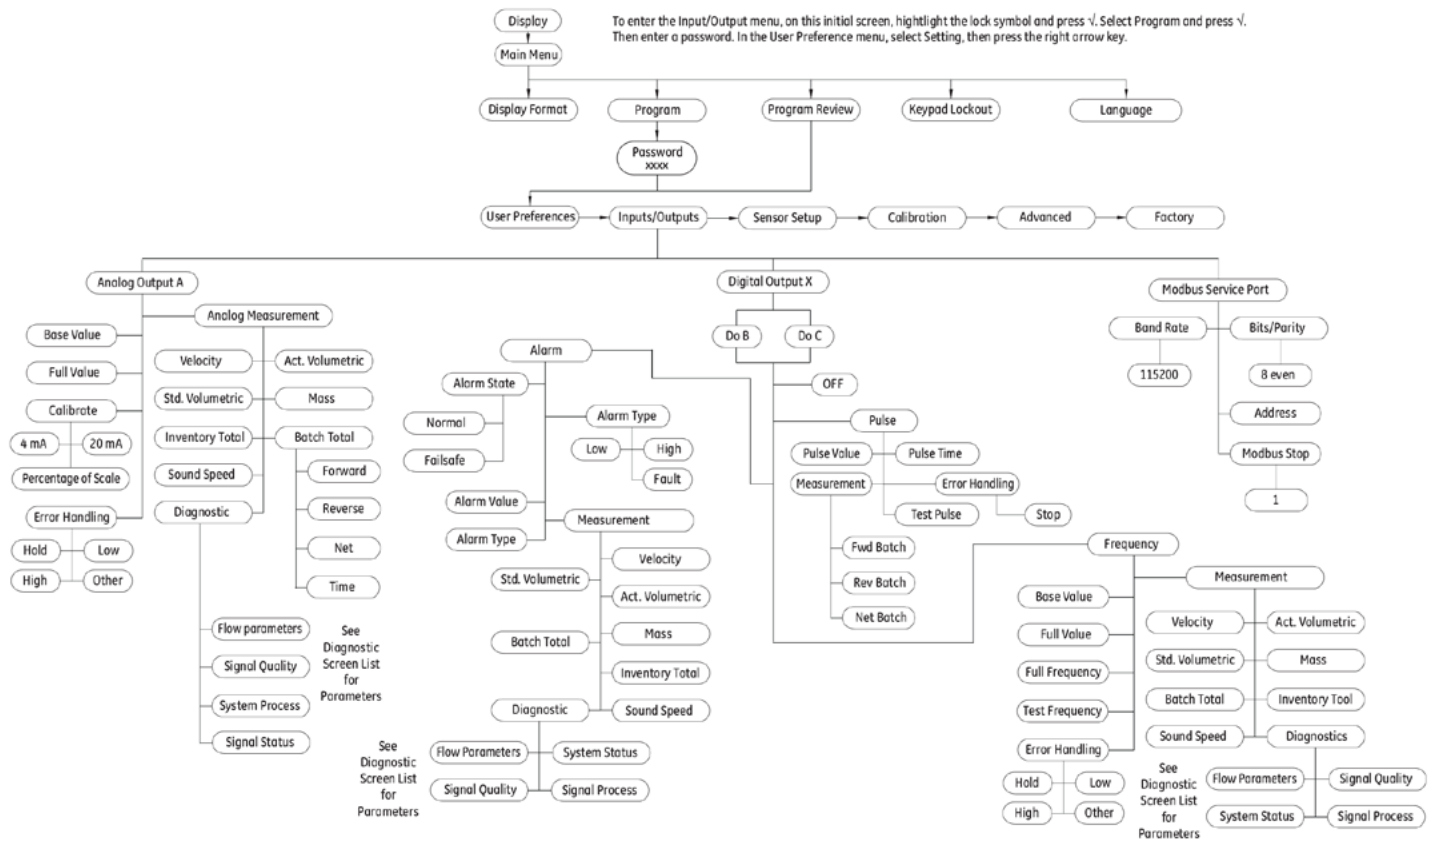 Display
To enter the Input/Output menu, on this initial screen, hightlight the lock symbol and press √. Select Program and press √.
Then enter a password. In the User Preference menu, select Setting, then press the right arrow key.
Main Menu
Display Format
Program
Program Review
Keypad Lockout
Language
Password
xxxx
User Preferences
Inputs/Outputs
Sensor Setup
Calibration
Advanced
Factory
Analog Output A
Analog Measurement
Base Value
Full Value
Calibrate
4 mA
20 mA
Percentage of Scale
Error Handling
Hold
Low
High
Other
Velocity
Act. Volumetric
Std. Volumetric
Mass
Inventory Total
Batch Total
Sound Speed
Forward
Diagnostic
Reverse
Net
Time
Flow parameters
Signal Quality
System Process
Signal Status
See
Diagnostic
Screen List
for
Parameters
Alarm
Alarm State
Normal
Failsafe
Alarm Type
Low
High
Fault
Alarm Value
Alarm Type
Measurement
Velocity
Std. Volumetric
Act. Volumetric
Batch Total
Mass
Inventory Total
Diagnostic
Sound Speed
Flow Parameters
System Status
Signal Quality
Signal Process
See
Diagnostic
Screen List
for
Parameters
Digital Output X
Do B
Do C
OFF
Pulse
Pulse Value
Pulse Time
Measurement
Error Handling
Test Pulse
Stop
Fwd Batch
Rev Batch
Net Batch
Frequency
Measurement
Base Value
Full Value
Full Frequency
Test Frequency
Error Handling
Hold
Low
High
Other
Velocity
Act. Volumetric
Std. Volumetric
Mass
Batch Total
Inventory Tool
Sound Speed
Diagnostics
See
Diagnostic
Screen List
for
Parameters
Flow Parameters
Signal Quality
System Status
Signal Process
Modbus Service Port
Band Rate
Bits/Parity
115200
8 even
Address
Modbus Stop
1